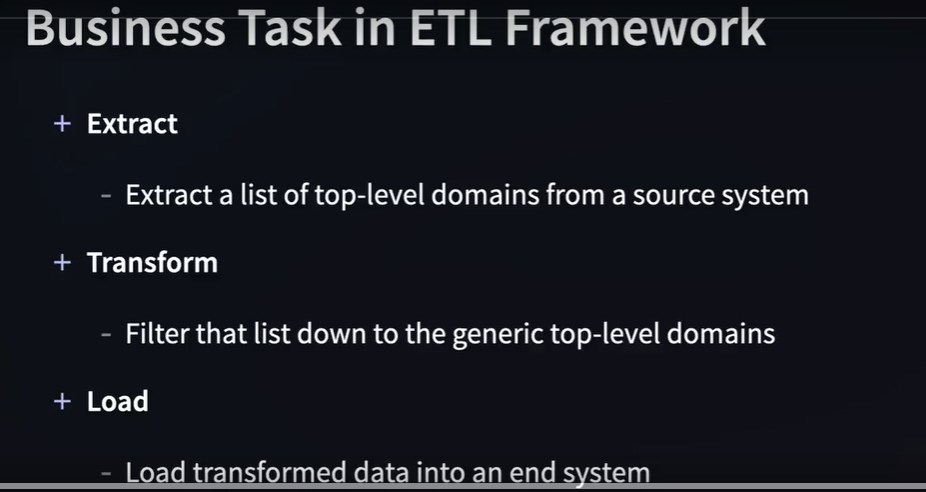 Business Task in ETL Framework
+ Extract
- Extract a list of top-level domains from a source system
+ Transform
- Filter that list down to the generic top-level domains
+ Load
- Load transformed data into an end system